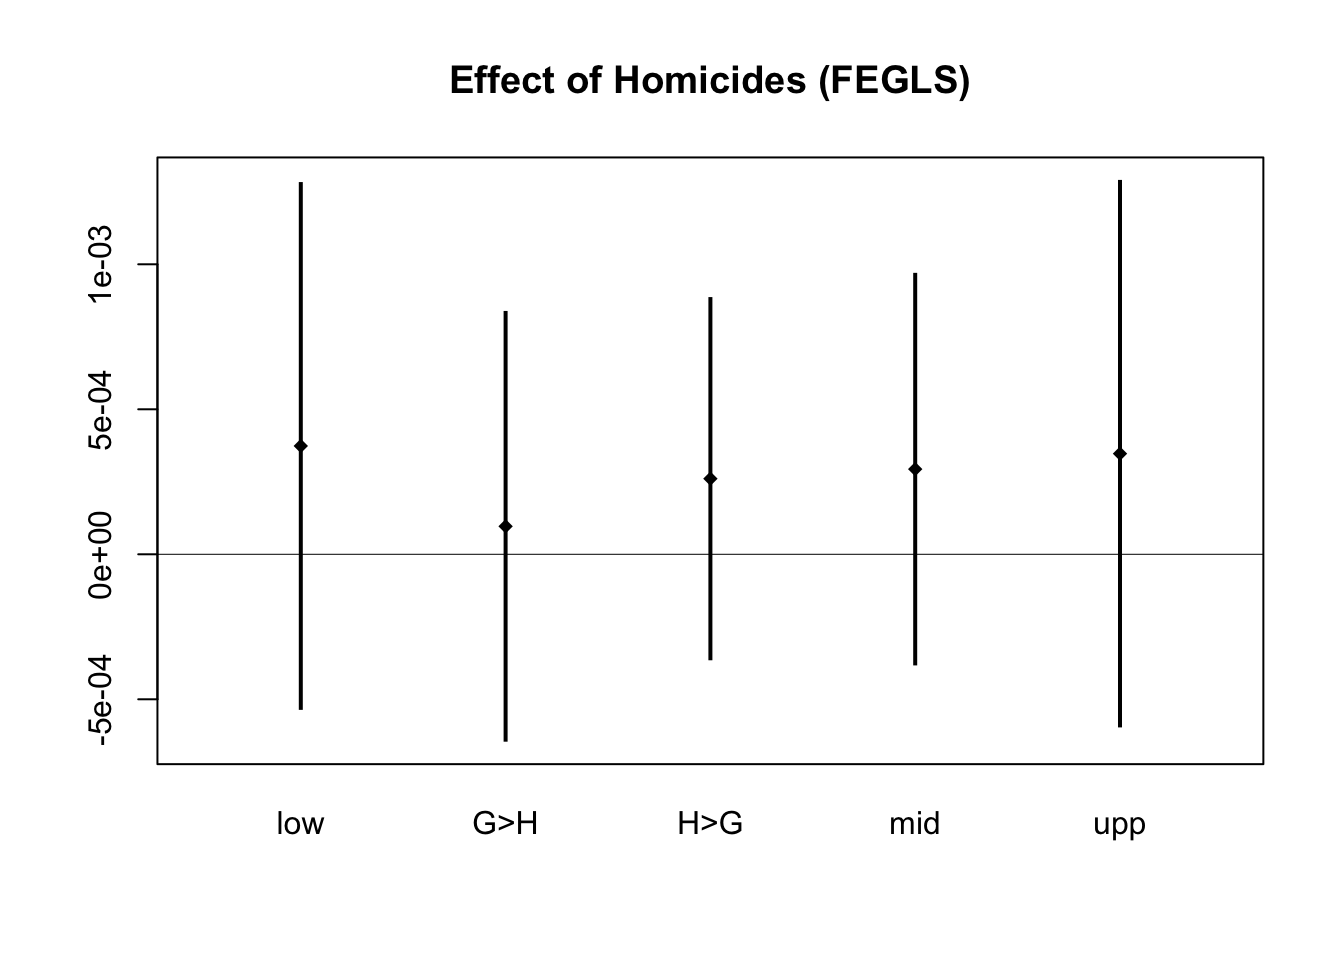 Effect of Homicides (FEGLS)
1e-03
5e-04
0e+00
-5e-04
low G>H H>G mid upp